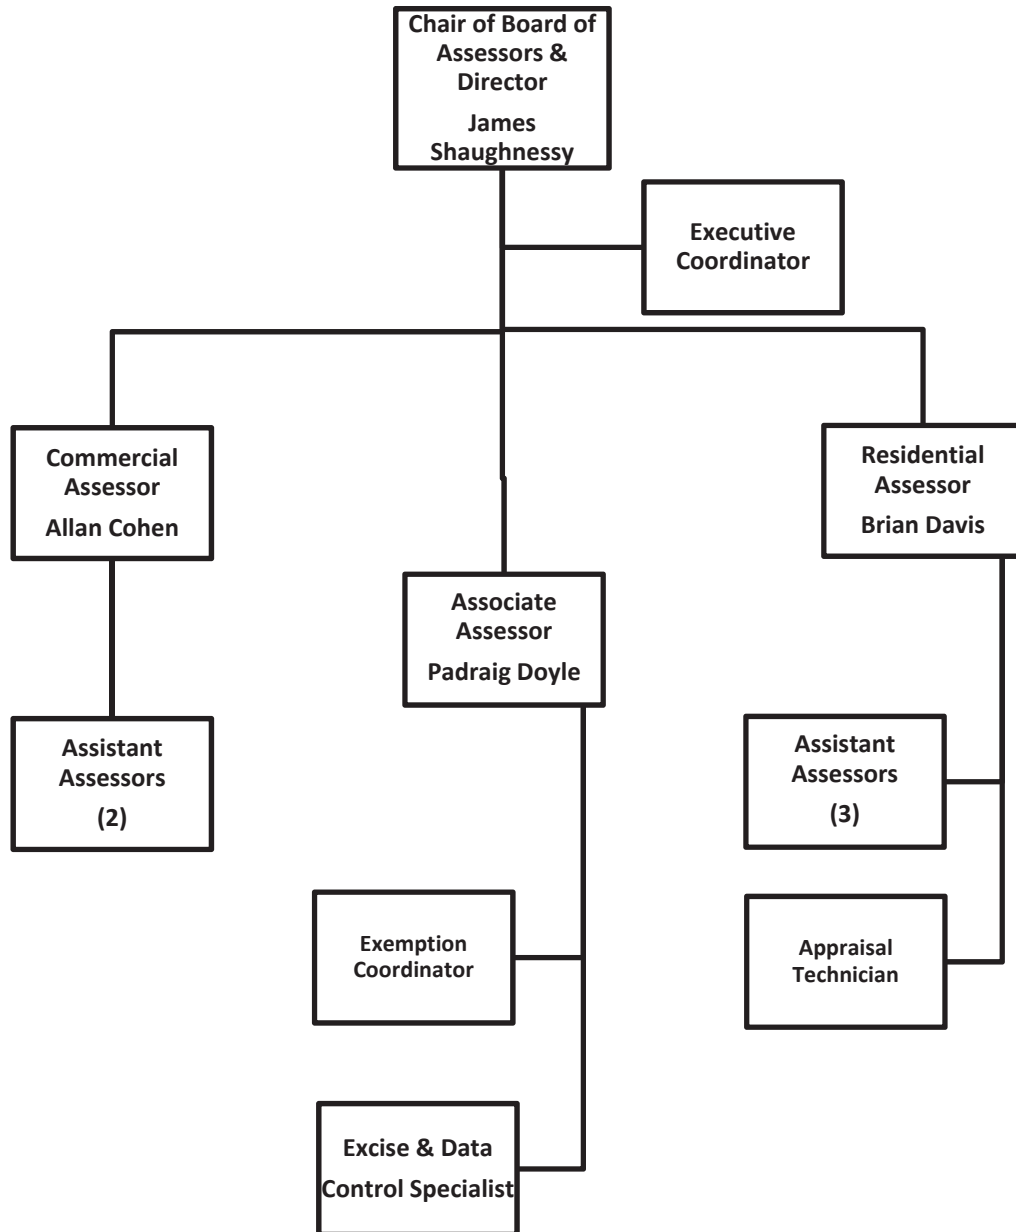 Chair of Board of
Assessors &
Director
James
Shaughnessy
Executive
Coordinator
Commercial
Assessor
Allan Cohen
Residential
Assessor
Brian Davis
Associate
Assessor
Padraig Doyle
Assistant
Assessors
(2)
Assistant
Assessors
(3)
Exemption
Coordinator
Appraisal
Technician
Excise & Data
Control Specialist